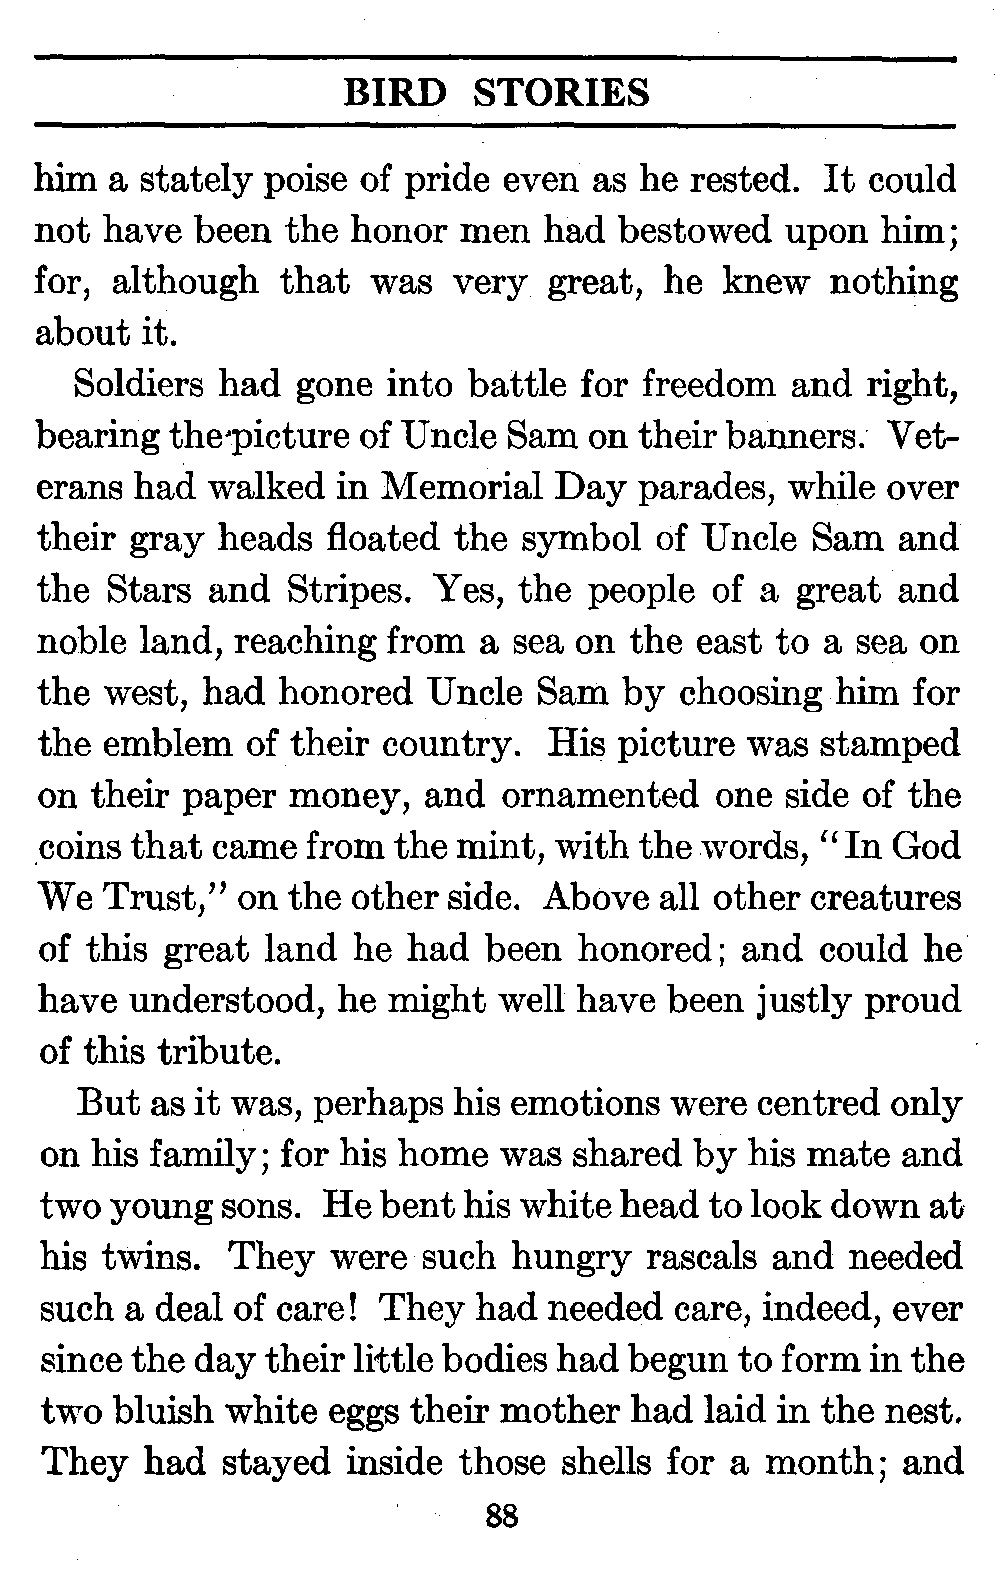 BIRD STORIES
him a stately poise of pride even as he rested. It could
not have been the honor men had bestowed upon him;
for, although that was very great, he knew nothing
about it.
Soldiers had gone into battle for freedom and right,
bearing the picture of Uncle Sam on their banners. Vet-
erans had walked in Memorial Day parades, while over
their gray heads floated the symbol of Uncle Sam and
the Stars and Stripes. Yes, the people of a great and
noble land, reaching from a sea on the east to a sea on
the west, had honored Uncle Sam by choosing him for
the emblem of their country. His picture was stamped
on their paper money, and ornamented one side of the
coins that came from the mint, with the words, “In God
We Trust,” on the other side. Above all other creatures
of this great land he had been honored; and could he
have understood, he might well have been justly proud
of this tribute.
But as it was, perhaps his emotions were centred only
on his family; for his home was shared by his mate and
two young sons. He bent his white head to look down at
his twins. They were such hungry rascals and needed
such a deal of care! They had needed care, indeed, ever
since the day their little bodies had begun to form in the
two bluish white eggs their mother had laid in the nest.
They had stayed inside those shells for a month; and
88